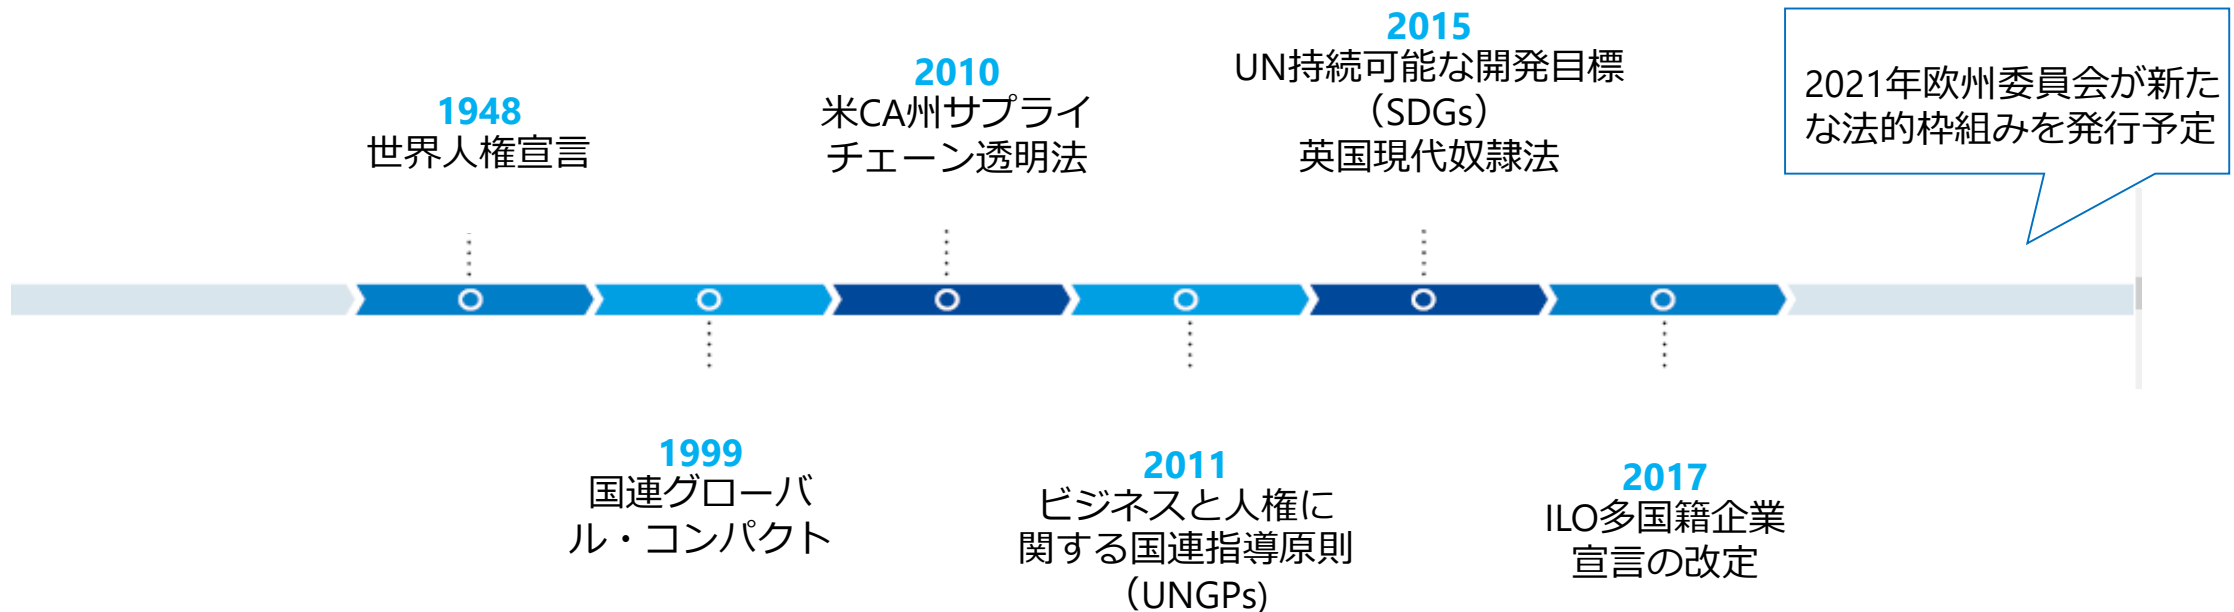 1948
世界人権宣言
1999
国連グローバ
ル・コンパクト
2010
米CA州サプライ
チェーン透明法
2011
ビジネスと人権に
関する国連指導原則
（UNGPs)
2015
UN持続可能な開発目標
（SDGs）
英国現代奴隷法
2017
ILO多国籍企業
宣言の改定
2021年欧州委員会が新た
な法的枠組みを発行予定